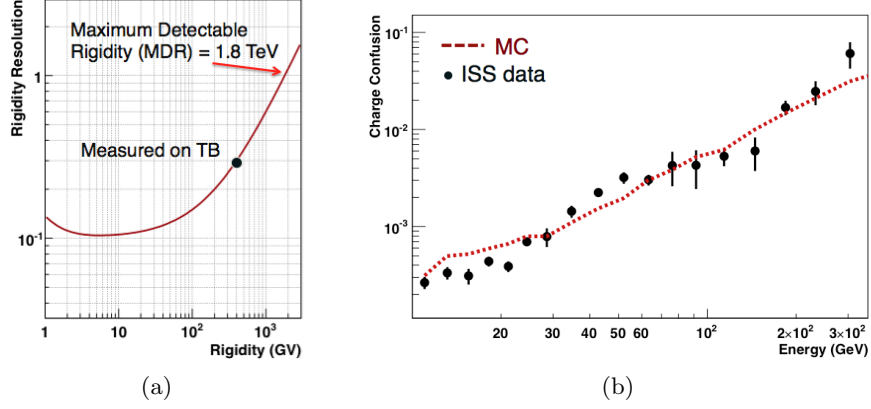 Rigidity Resolution
Maximum Detectable
Rigidity (MDR) = 1.8 TeV
Measured on TB
1
10⁻¹
1 10 10² 10³
Rigidity (GV)
(a)
Charge Confusion
MC
ISS data
10⁻¹
10⁻²
10⁻³
20 30 40 50 60 10² 2×10² 3×10²
Energy (GeV)
(b)